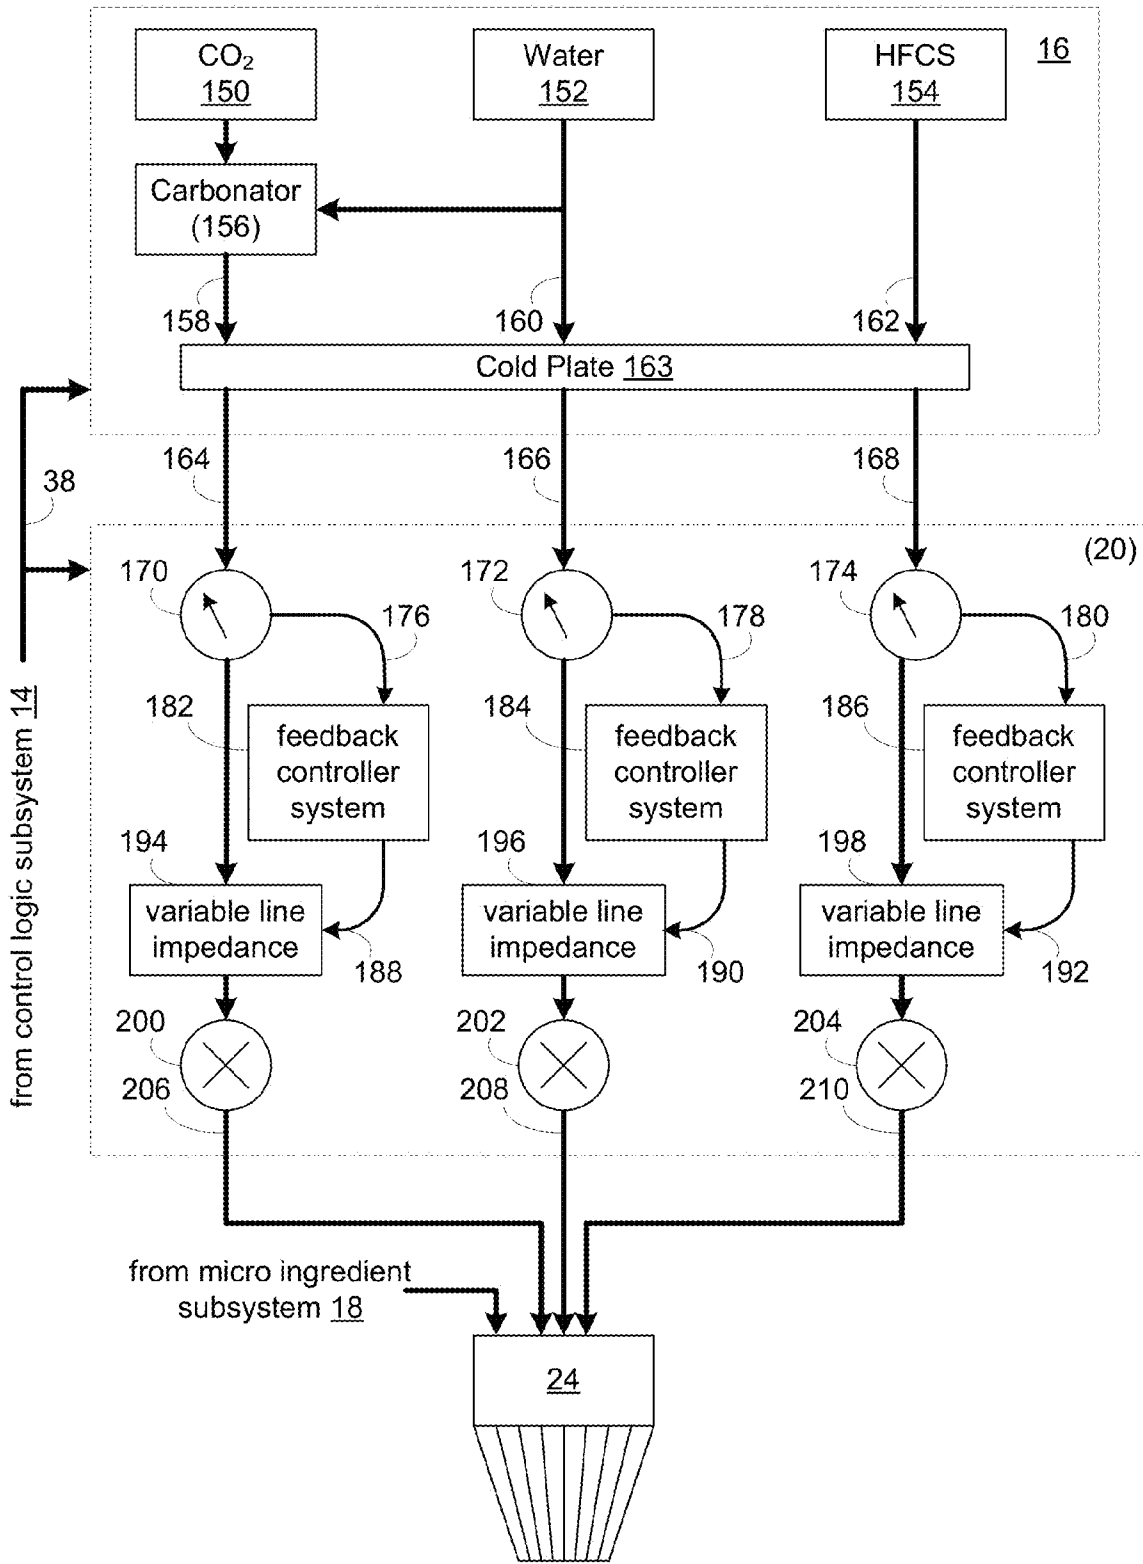 CO₂
150
Water
152
HFCS
154
16
Carbonator
(156)
158
160
162
Cold Plate 163
164
166
168
38
(20)
170
172
174
176
178
180
182
184
186
feedback
controller
system
feedback
controller
system
feedback
controller
system
from control logic subsystem 14
194
196
198
variable line
impedance
variable line
impedance
variable line
impedance
188
190
192
200
202
204
206
208
210
from micro ingredient
subsystem 18
24